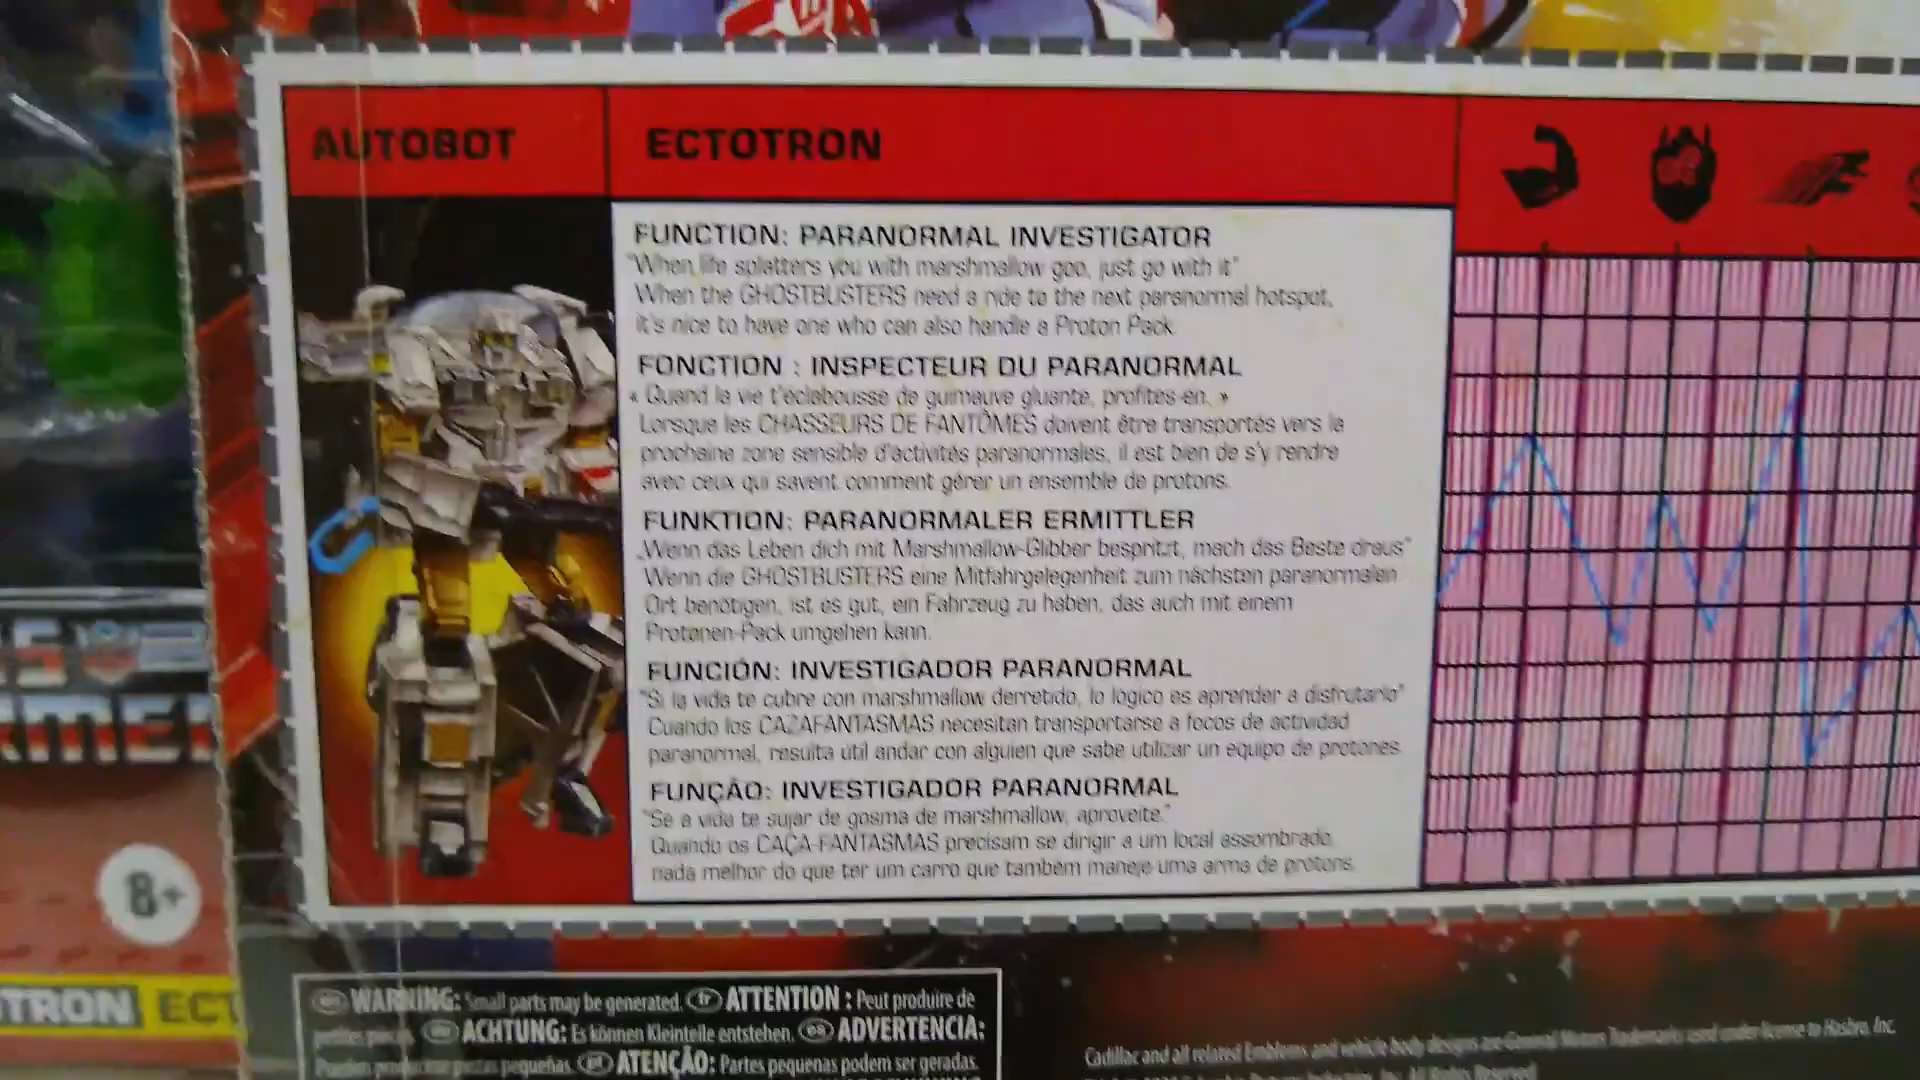 AUTOBOT
ECTOTRON
FUNCTION: PARANORMAL INVESTIGATOR
"When life splatters you with marshmallow goo, just go with it"
When the GHOSTBUSTERS need a ride to the next paranormal hotspot,
it's nice to have one who can also handle a Proton Pack.
FONCTION : INSPECTEUR DU PARANORMAL
« Quand la vie t'éclabousse de guimauve gluante, profites-en. »
Lorsque les CHASSEURS DE FANTÔMES doivent être transportés vers la
prochaine zone sensible d'activités paranormales, il est bien de s'y rendre
avec ceux qui savent comment gérer un ensemble de protons.
FUNKTION: PARANORMALER ERMITTLER
„Wenn das Leben dich mit Marshmallow-Glibber bespritzt, mach das Beste draus"
Wenn die GHOSTBUSTERS eine Mitfahrgelegenheit zum nächsten paranormalen
Ort benötigen, ist es gut, ein Fahrzeug zu haben, das auch mit einem
Protonen-Pack umgehen kann.
FUNCIÓN: INVESTIGADOR PARANORMAL
"Si la vida te cubre con marshmallow derretido, lo lógico es aprender a disfrutarlo"
Cuando los CAZAFANTASMAS necesitan transportarse a focos de actividad
paranormal, resulta útil andar con alguien que sabe utilizar un equipo de protones.
FUNÇÃO: INVESTIGADOR PARANORMAL
"Se a vida te sujar de gosma de marshmallow, aproveite."
Quando os CAÇA-FANTASMAS precisam se dirigir a um local assombrado,
nada melhor do que ter um carro que também maneje uma arma de prótons.
8+
TRON ECT
WARNING: Small parts may be generated. fr ATTENTION : Peut produire de
petites pièces. ACHTUNG: Es können Kleinteile entstehen. es ADVERTENCIA:
Pueden producirse piezas pequeñas. pt ATENÇÃO: Partes pequenas podem ser geradas.
Cadillac and all related Emblems and vehicle body designs are General Motors Trademarks used under license to Hasbro, Inc.
All Rights Reserved